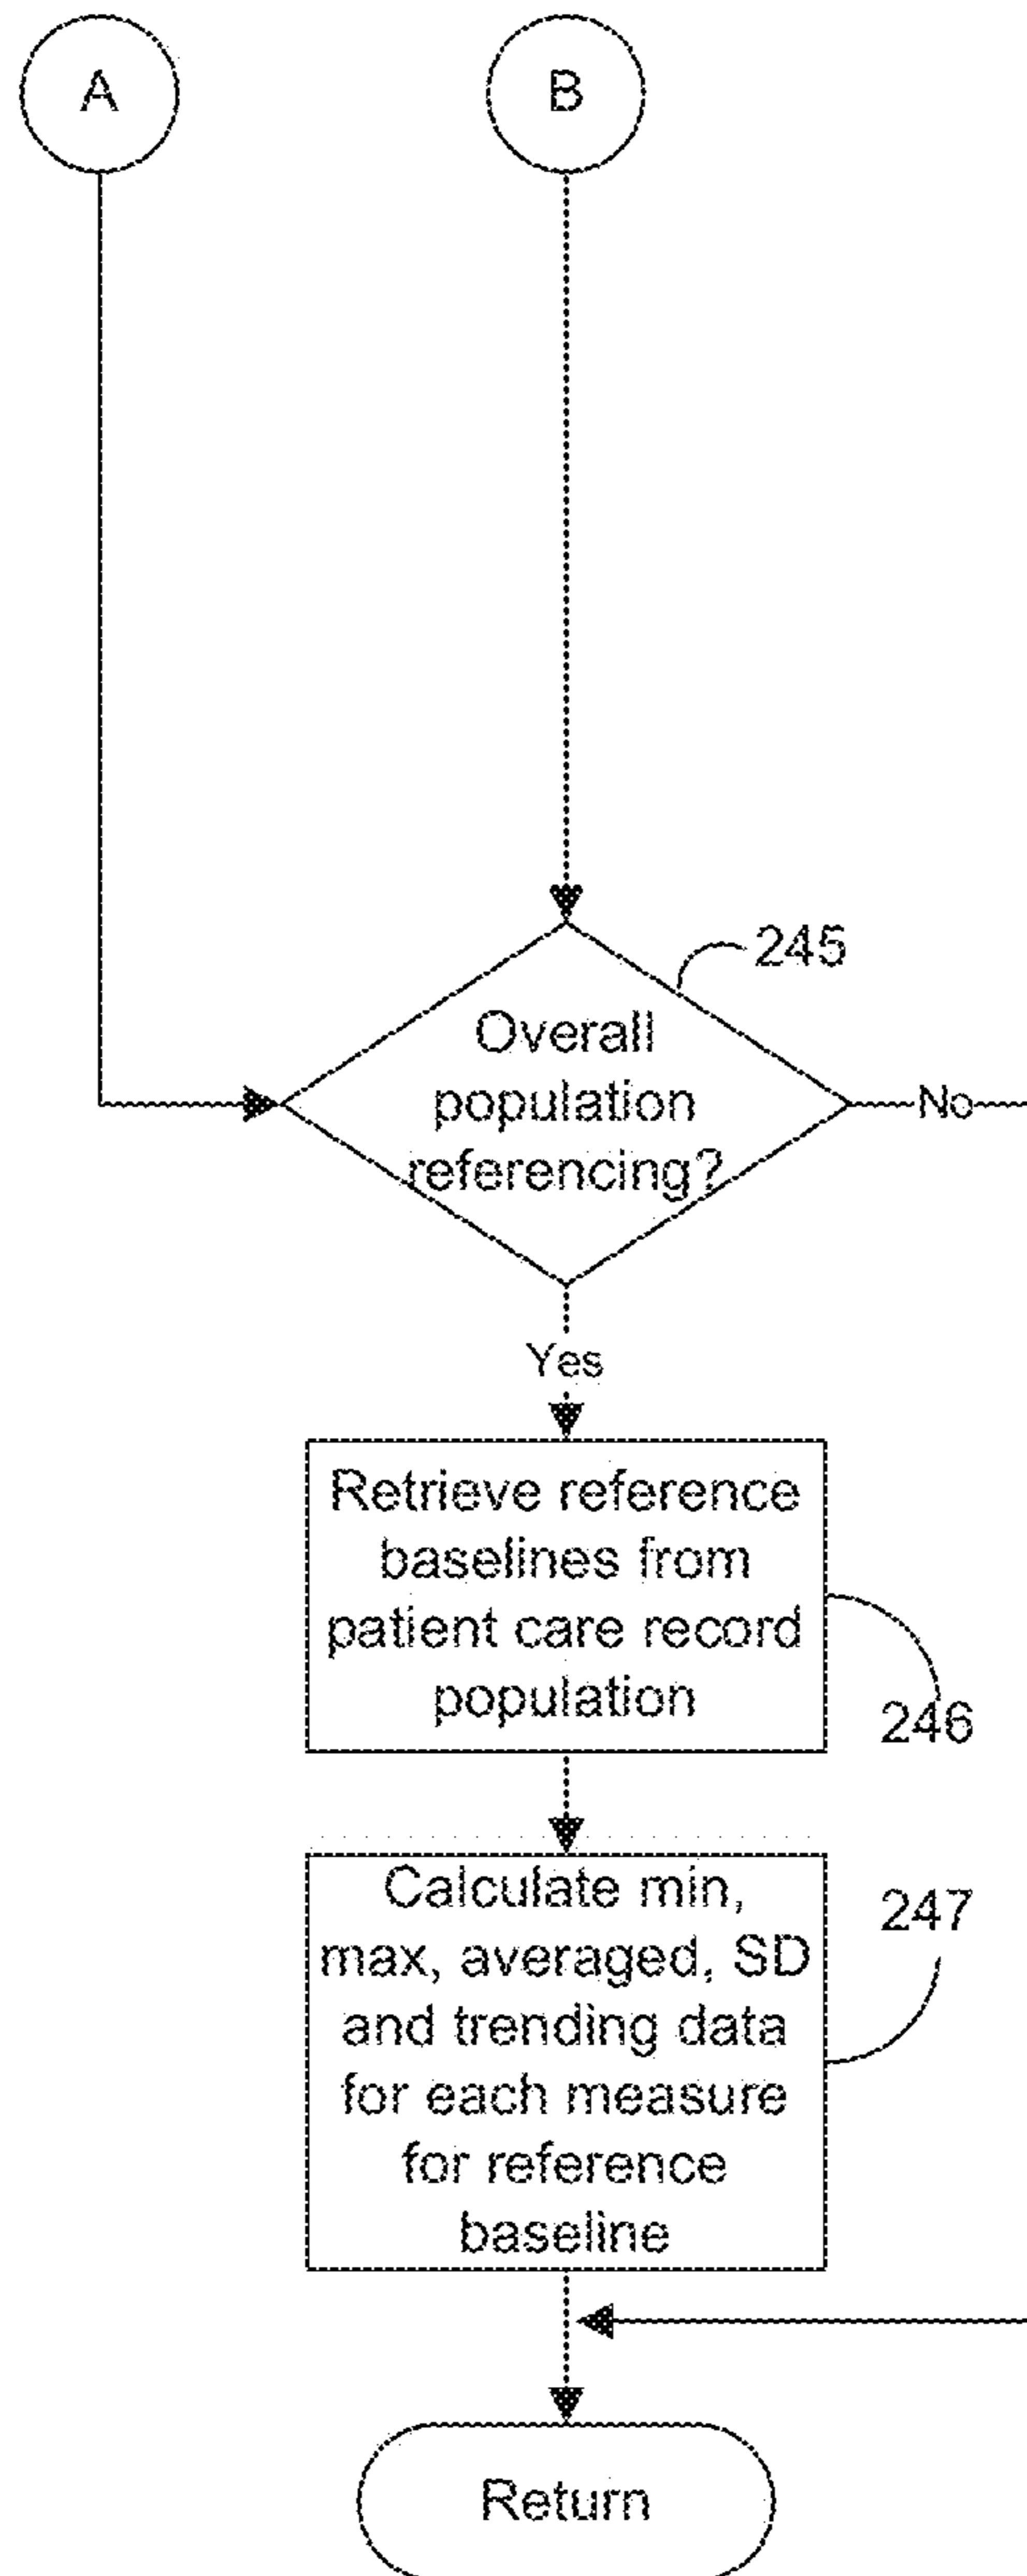 A
B
245
Overall
population
referencing?
No
Yes
Retrieve reference
baselines from
patient care record
population
246
Calculate min,
max, averaged, SD
and trending data
for each measure
for reference
baseline
247
Return